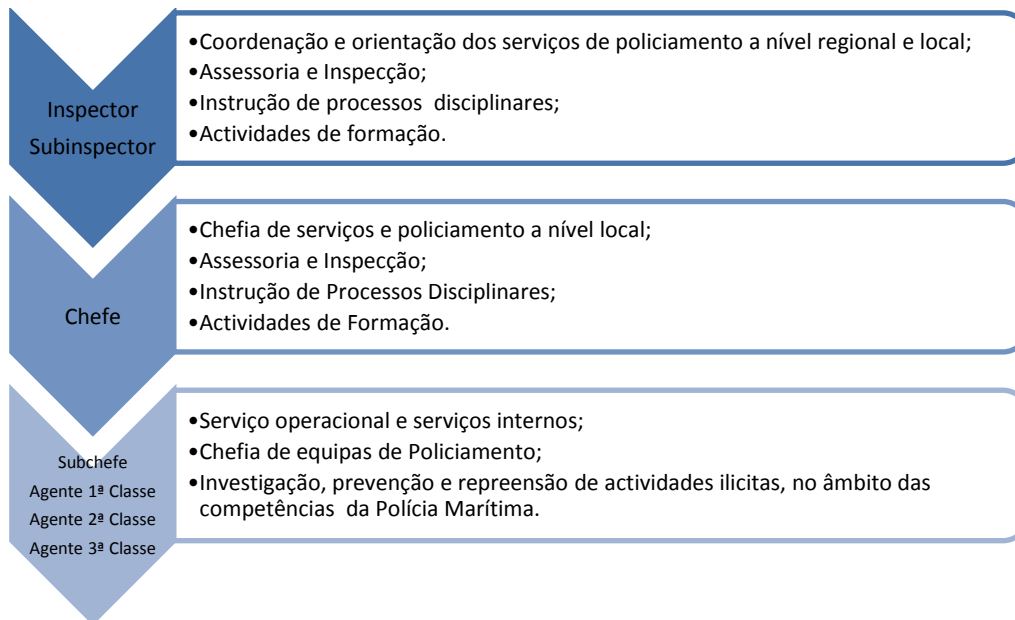 Inspector
Subinspector
•Coordenação e orientação dos serviços de policiamento a nível regional e local;
•Assessoria e Inspecção;
•Instrução de processos disciplinares;
•Actividades de formação.
Chefe
•Chefia de serviços e policiamento a nível local;
•Assessoria e Inspecção;
•Instrução de Processos Disciplinares;
•Actividades de Formação.
Subchefe
Agente 1ª Classe
Agente 2ª Classe
Agente 3ª Classe
•Serviço operacional e serviços internos;
•Chefia de equipas de Policiamento;
•Investigação, prevenção e repreensão de actividades ilicitas, no âmbito das
competências da Polícia Marítima.